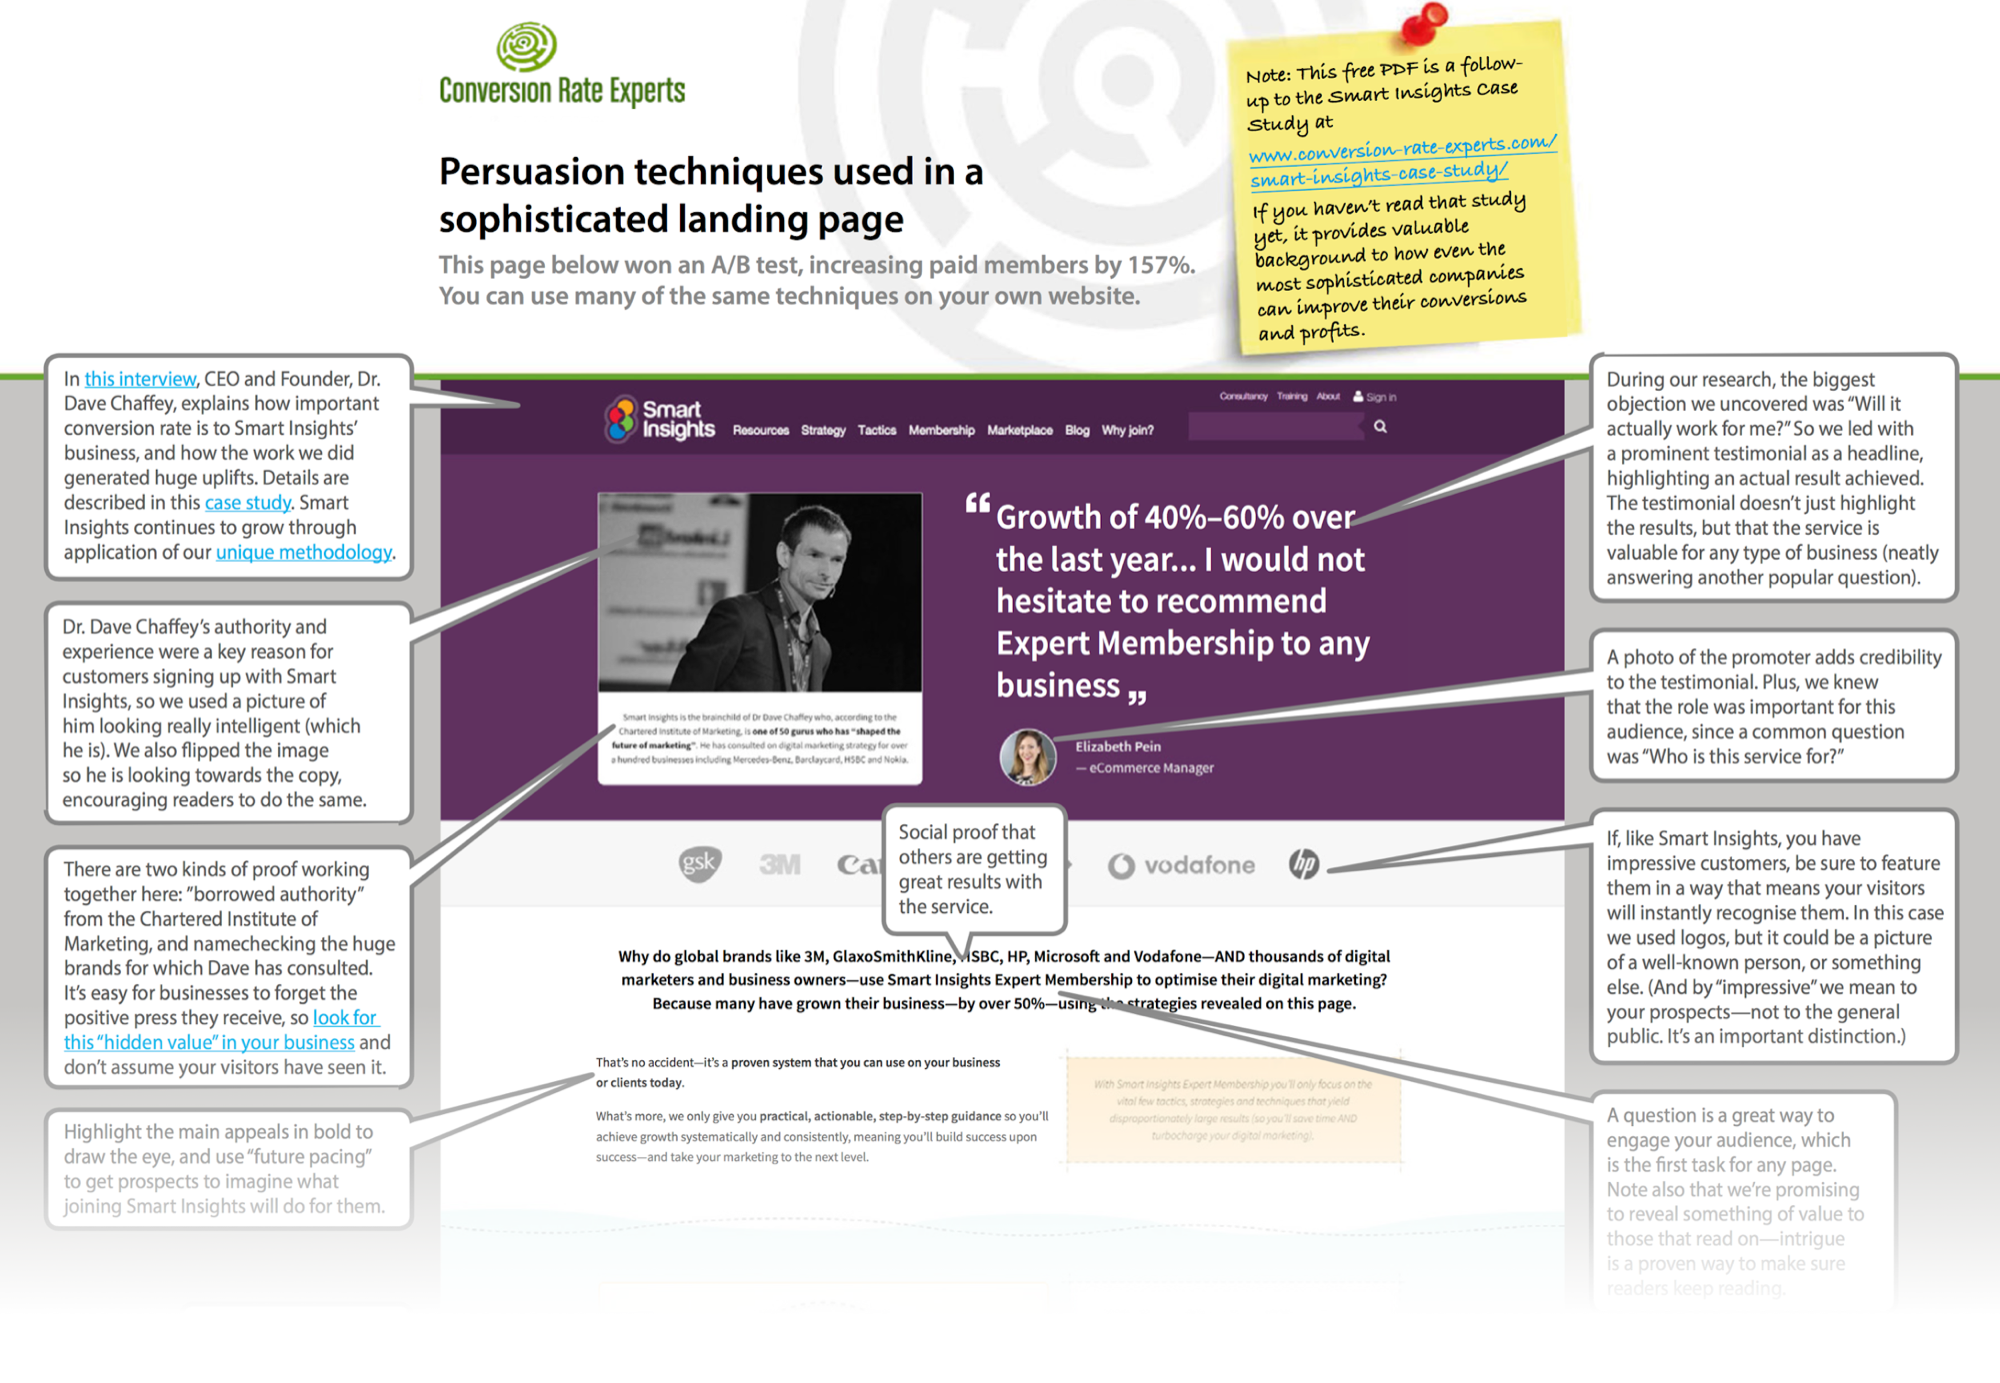 Conversion Rate Experts
Persuasion techniques used in a
sophisticated landing page
This page below won an A/B test, increasing paid members by 157%.
You can use many of the same techniques on your own website.
Note: This free PDF is a follow-
up to the Smart Insights Case
Study at
www.conversion-rate-experts.com/
smart-insights-case-study/
If you haven't read that study
yet, it provides valuable
background to how even the
most sophisticated companies
can improve their conversions
and profits.
In this interview, CEO and Founder, Dr.
Dave Chaffey, explains how important
conversion rate is to Smart Insights'
business, and how the work we did
generated huge uplifts. Details are
described in this case study. Smart
Insights continues to grow through
application of our unique methodology.
Dr. Dave Chaffey's authority and
experience were a key reason for
customers signing up with Smart
Insights, so we used a picture of
him looking really intelligent (which
he is). We also flipped the image
so he is looking towards the copy,
encouraging readers to do the same.
There are two kinds of proof working
together here: "borrowed authority"
from the Chartered Institute of
Marketing, and namechecking the huge
brands for which Dave has consulted.
It's easy for businesses to forget the
positive press they receive, so look for
this "hidden value" in your business and
don't assume your visitors have seen it.
Highlight the main appeals in bold to
draw the eye, and use "future pacing"
to get prospects to imagine what
joining Smart Insights will do for them.
Smart
Insights
Resources Strategy Tactics Membership Marketplace Blog Why join?
Consultancy Training About Sign in
Smart Insights is the brainchild of Dr Dave Chaffey who, according to the
Chartered Institute of Marketing, is one of 50 gurus who has "shaped the
future of marketing". He has consulted on digital marketing strategy for over
a hundred businesses including Mercedes-Benz, Barclaycard, HSBC and Nokia.
“ Growth of 40%–60% over
the last year... I would not
hesitate to recommend
Expert Membership to any
business „
Elizabeth Pein
— eCommerce Manager
gsk 3M Ca vodafone hp
Social proof that
others are getting
great results with
the service.
Why do global brands like 3M, GlaxoSmithKline, HSBC, HP, Microsoft and Vodafone—AND thousands of digital
marketers and business owners—use Smart Insights Expert Membership to optimise their digital marketing?
Because many have grown their business—by over 50%—using the strategies revealed on this page.
That's no accident—it's a proven system that you can use on your business
or clients today.
What's more, we only give you practical, actionable, step-by-step guidance so you'll
achieve growth systematically and consistently, meaning you'll build success upon
success—and take your marketing to the next level.
With Smart Insights Expert Membership you'll only focus on the
vital few tactics, strategies and techniques that yield
disproportionately large results (so you'll save time AND
turbocharge your digital marketing).
During our research, the biggest
objection we uncovered was "Will it
actually work for me?" So we led with
a prominent testimonial as a headline,
highlighting an actual result achieved.
The testimonial doesn't just highlight
the results, but that the service is
valuable for any type of business (neatly
answering another popular question).
A photo of the promoter adds credibility
to the testimonial. Plus, we knew
that the role was important for this
audience, since a common question
was "Who is this service for?"
If, like Smart Insights, you have
impressive customers, be sure to feature
them in a way that means your visitors
will instantly recognise them. In this case
we used logos, but it could be a picture
of a well-known person, or something
else. (And by "impressive" we mean to
your prospects—not to the general
public. It's an important distinction.)
A question is a great way to
engage your audience, which
is the first task for any page.
Note also that we're promising
to reveal something of value to
those that read on—intrigue
is a proven way to make sure
readers keep reading.